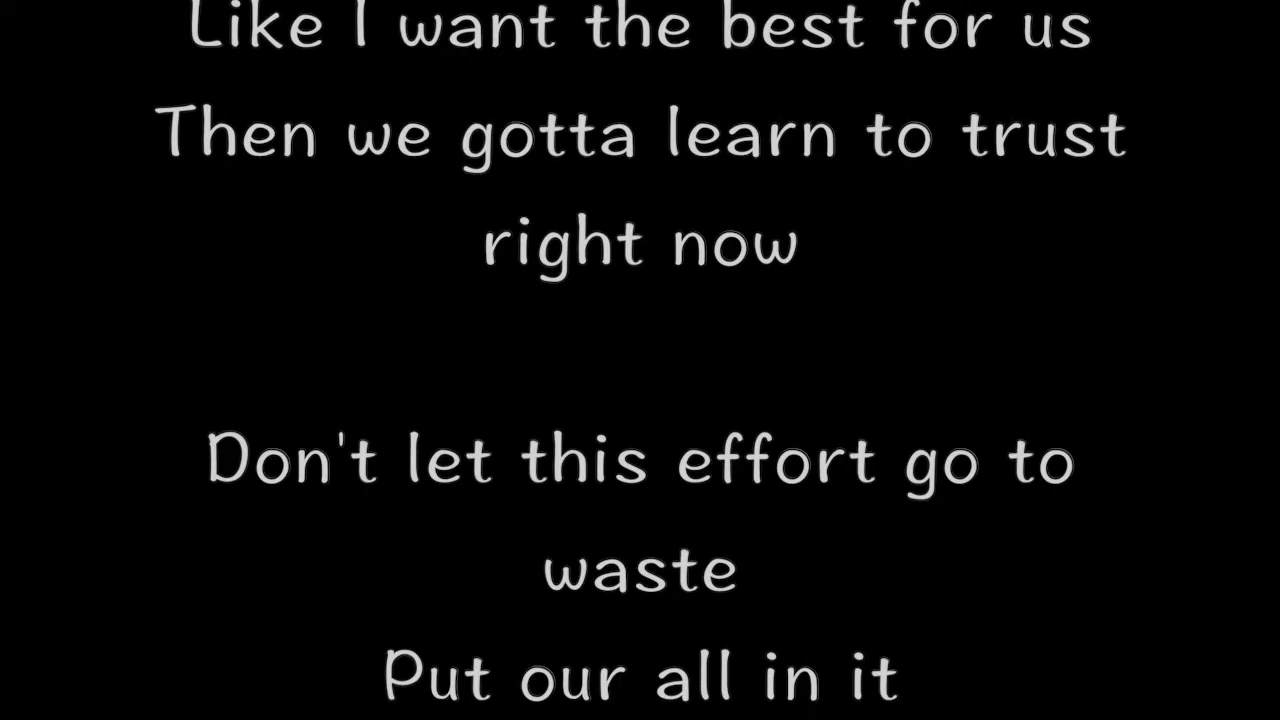 Like I want the best for us
Then we gotta learn to trust
right now
Don't let this effort go to
waste
Put our all in it